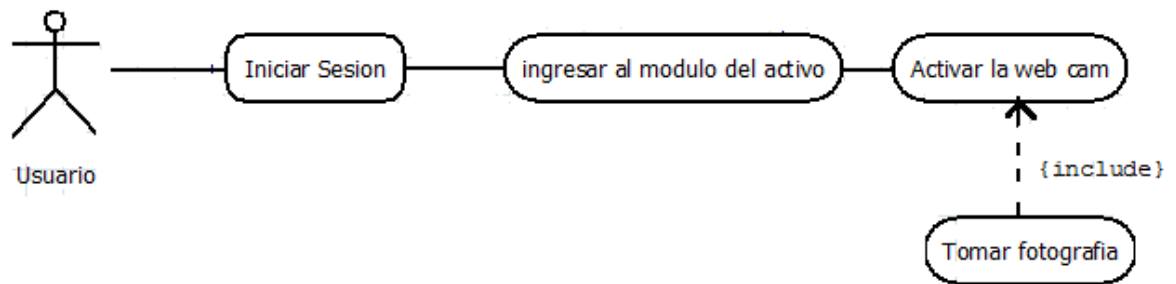 Iniciar Sesion
ingresar al modulo del activo
Activar la web cam
Usuario
{include}
Tomar fotografia